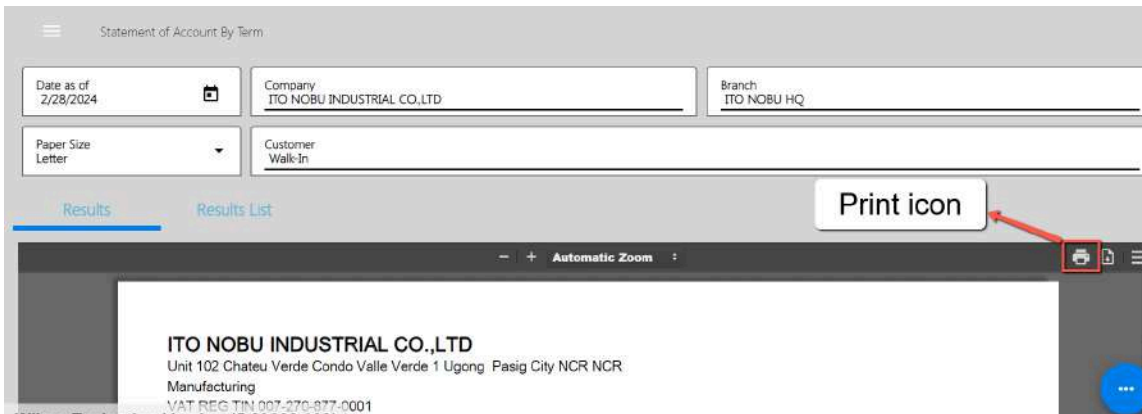 Statement of Account By Term
Date as of
2/28/2024
Company
ITO NOBU INDUSTRIAL CO.,LTD
Branch
ITO NOBU HQ
Paper Size
Letter
Customer
Walk-In
Results
Results List
Print icon
Automatic Zoom
ITO NOBU INDUSTRIAL CO.,LTD
Unit 102 Chateu Verde Condo Valle Verde 1 Ugong Pasig City NCR NCR
Manufacturing
VAT REG TIN 007-270-877-0001